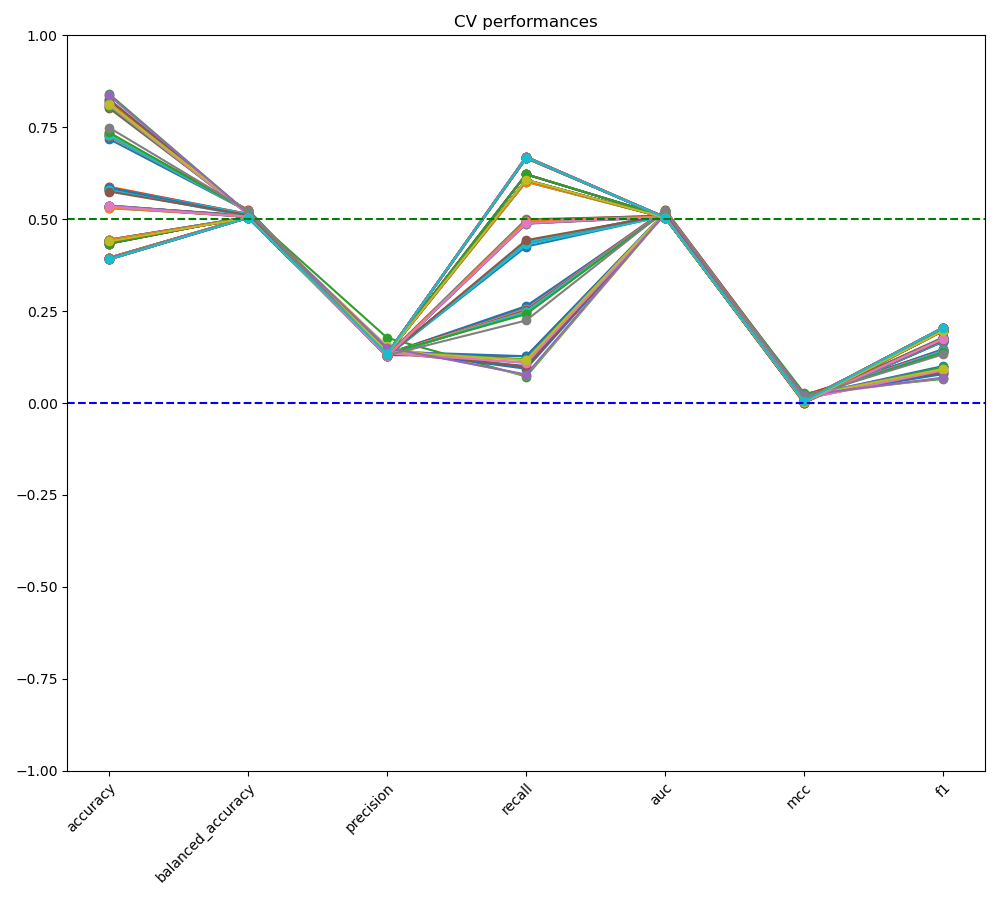 CV performances
1.00
0.75
0.50
0.25
0.00
−0.25
−0.50
−0.75
−1.00
accuracy
balanced_accuracy
precision
recall
auc
mcc
f1